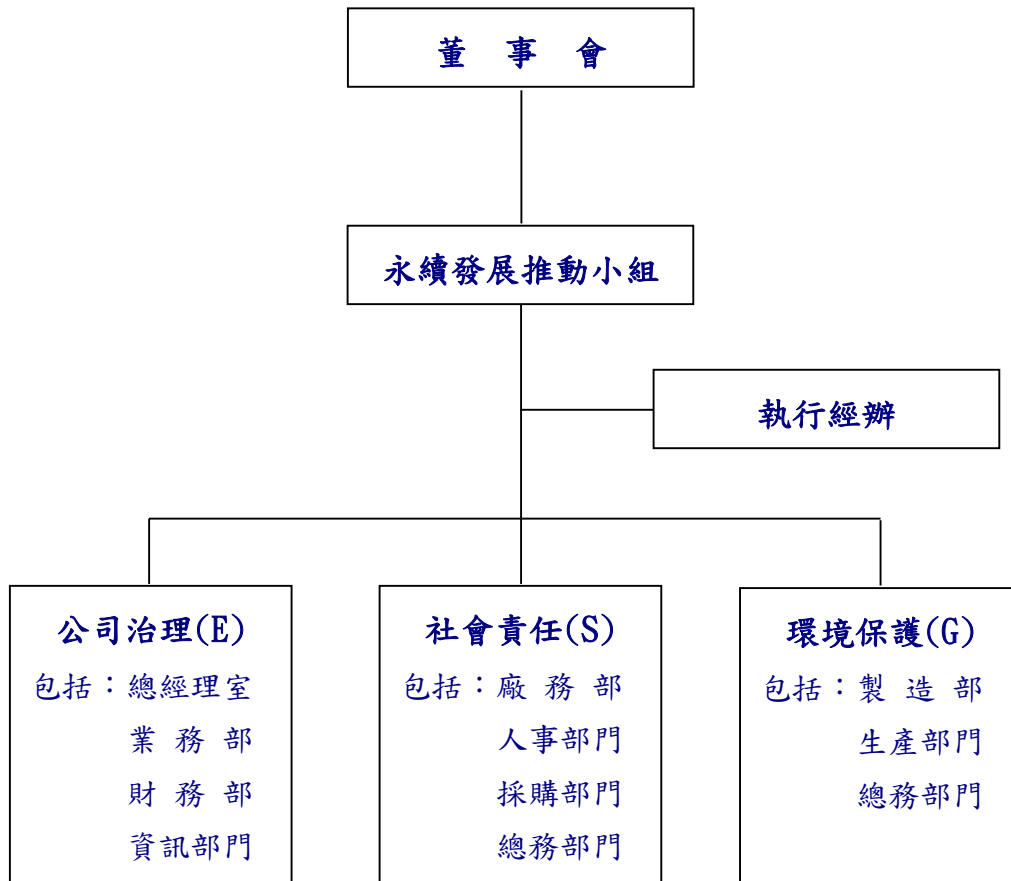 董 事 會
永續發展推動小組
執行經辦
公司治理(E)
包括：總經理室
業 務 部
財 務 部
資訊部門
社會責任(S)
包括：廠 務 部
人事部門
採購部門
總務部門
環境保護(G)
包括：製 造 部
生產部門
總務部門